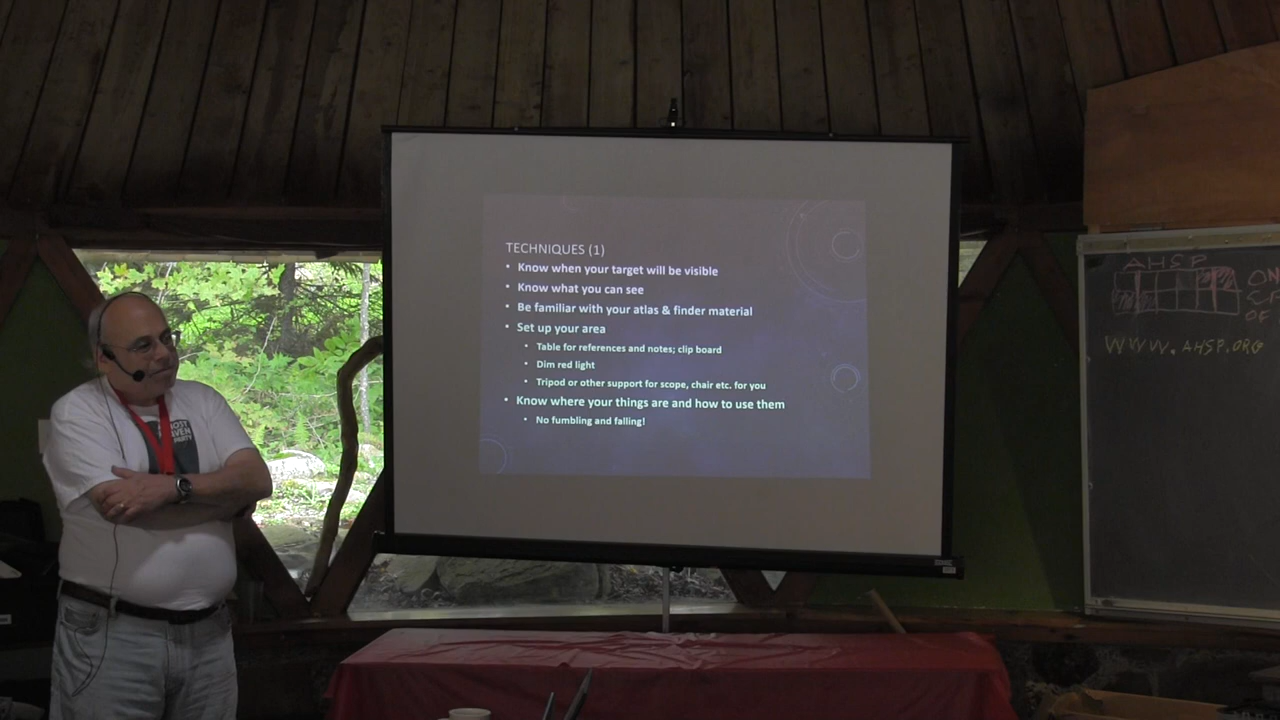 TECHNIQUES (1)
• Know when your target will be visible
• Know what you can see
• Be familiar with your atlas & finder material
• Set up your area
• Table for references and notes; clip board
• Dim red light
• Tripod or other support for scope, chair etc. for you
• Know where your things are and how to use them
• No fumbling and falling!
AHSP
ON
OF
WWW.AHSP.ORG